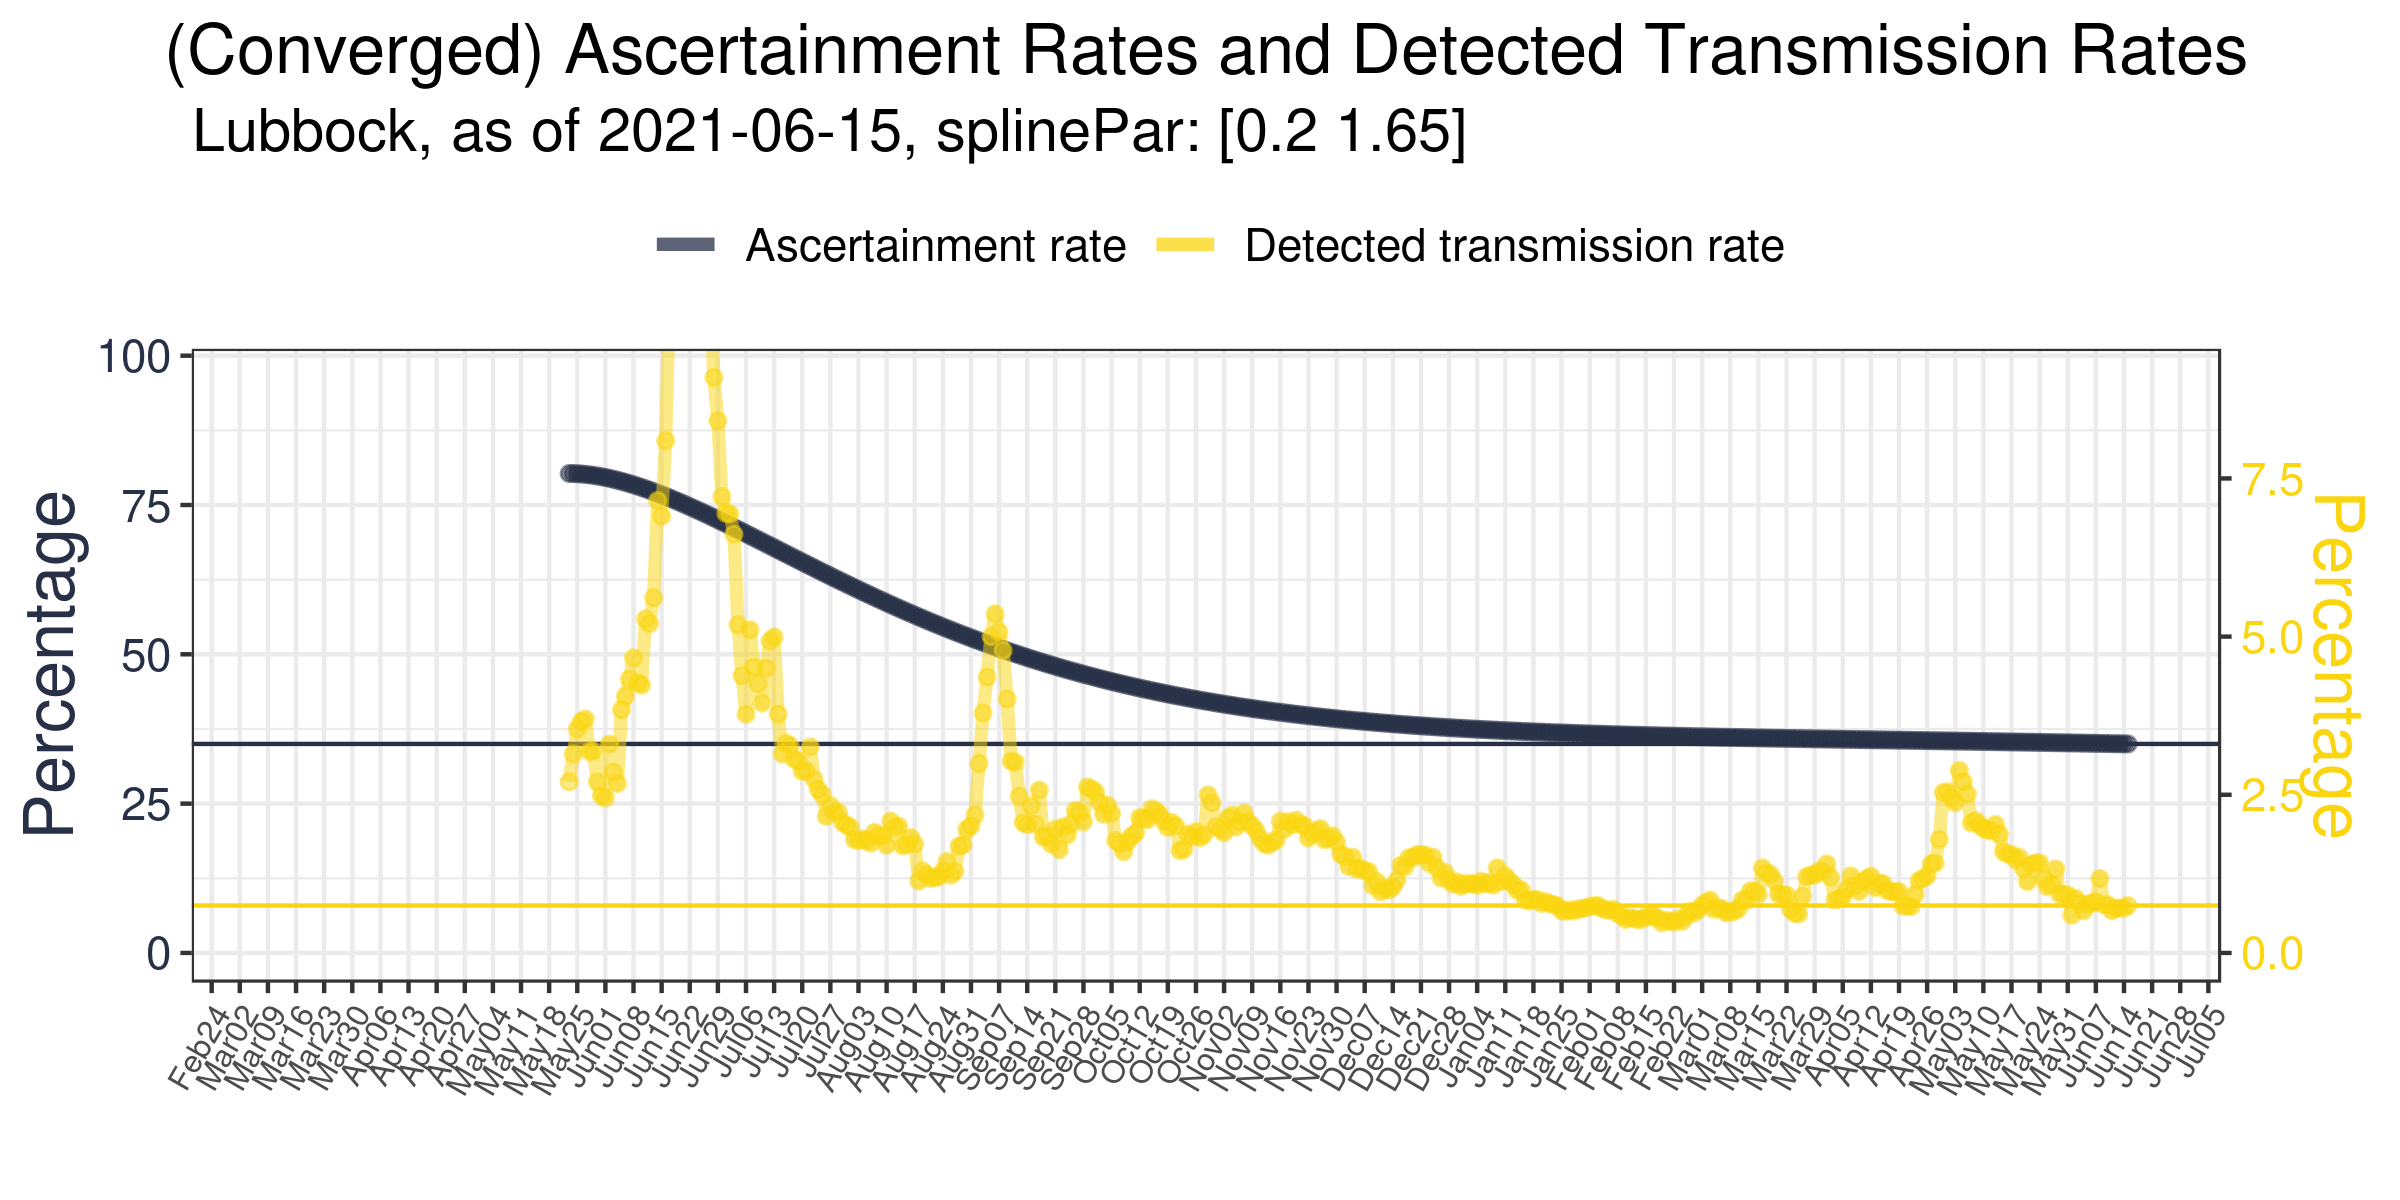 (Converged) Ascertainment Rates and Detected Transmission Rates
Lubbock, as of 2021-06-15, splinePar: [0.2 1.65]
Ascertainment rate
Detected transmission rate
Percentage
100
75
50
25
0
7.5
5.0
2.5
0.0
Percentage
Feb24
Mar02
Mar09
Mar16
Mar23
Mar30
Apr06
Apr13
Apr20
Apr27
May04
May11
May18
May25
Jun01
Jun08
Jun15
Jun22
Jun29
Jul06
Jul13
Jul20
Jul27
Aug03
Aug10
Aug17
Aug24
Aug31
Sep07
Sep14
Sep21
Sep28
Oct05
Oct12
Oct19
Oct26
Nov02
Nov09
Nov16
Nov23
Nov30
Dec07
Dec14
Dec21
Dec28
Jan04
Jan11
Jan18
Jan25
Feb01
Feb08
Feb15
Feb22
Mar01
Mar08
Mar15
Mar22
Mar29
Apr05
Apr12
Apr19
Apr26
May03
May10
May17
May24
May31
Jun07
Jun14
Jun21
Jun28
Jul05